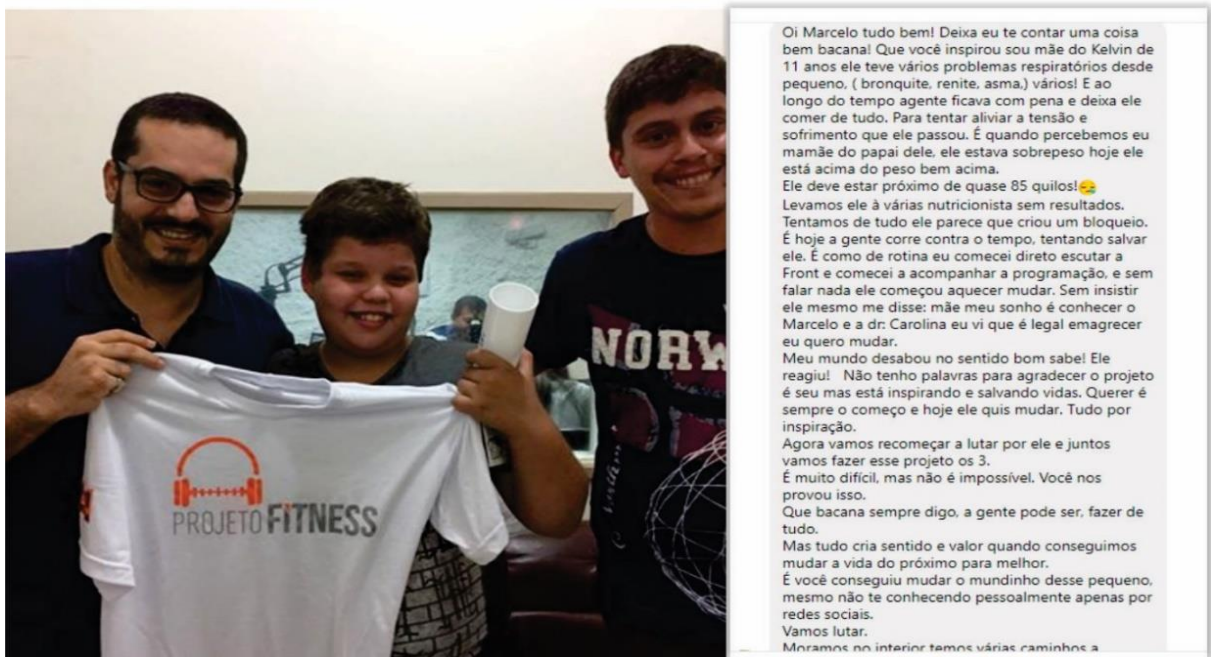 NORW
PROJETO FITNESS
Oi Marcelo tudo bem! Deixa eu te contar uma coisa
bem bacana! Que você inspirou sou mãe do Kelvin de
11 anos ele teve vários problemas respiratórios desde
pequeno, ( bronquite, renite, asma,) vários! E ao
longo do tempo agente ficava com pena e deixa ele
comer de tudo. Para tentar aliviar a tensão e
sofrimento que ele passou. É quando percebemos eu
mamãe do papai dele, ele estava sobrepeso hoje ele
está acima do peso bem acima.
Ele deve estar próximo de quase 85 quilos!😪
Levamos ele à várias nutricionista sem resultados.
Tentamos de tudo ele parece que criou um bloqueio.
É hoje a gente corre contra o tempo, tentando salvar
ele. É como de rotina eu comecei direto escutar a
Front e comecei a acompanhar a programação, e sem
falar nada ele começou aquecer mudar. Sem insistir
ele mesmo me disse: mãe meu sonho é conhecer o
Marcelo e a dr: Carolina eu vi que é legal emagrecer
eu quero mudar.
Meu mundo desabou no sentido bom sabe! Ele
reagiu! Não tenho palavras para agradecer o projeto
é seu mas está inspirando e salvando vidas. Querer é
sempre o começo e hoje ele quis mudar. Tudo por
inspiração.
Agora vamos recomeçar a lutar por ele e juntos
vamos fazer esse projeto os 3.
É muito difícil, mas não é impossível. Você nos
provou isso.
Que bacana sempre digo, a gente pode ser, fazer de
tudo.
Mas tudo cria sentido e valor quando conseguimos
mudar a vida do próximo para melhor.
É você conseguiu mudar o mundinho desse pequeno,
mesmo não te conhecendo pessoalmente apenas por
redes sociais.
Vamos lutar.
Moramos no interior temos várias caminhos a